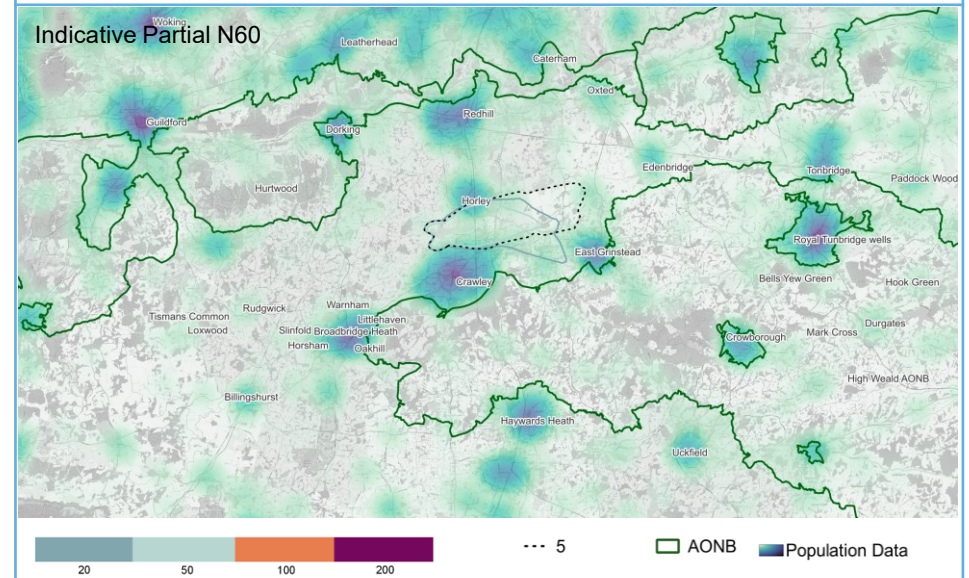 Indicative Partial N60
Woking
Leatherhead
Caterham
Oxted
Guildford
Redhill
Dorking
Edenbridge
Tonbridge
Paddock Wood
Hurtwood
Horley
Royal Tunbridge wells
East Grinstead
Crawley
Bells Yew Green
Hook Green
Warnham
Rudgwick
Tismans Common
Littlehaven
Loxwood
Slinfold
Broadbridge Heath
Durgates
Mark Cross
Crowborough
Horsham
Oakhill
High Weald AONB
Billingshurst
Haywards Heath
Uckfield
5
AONB
Population Data
20 50 100 200